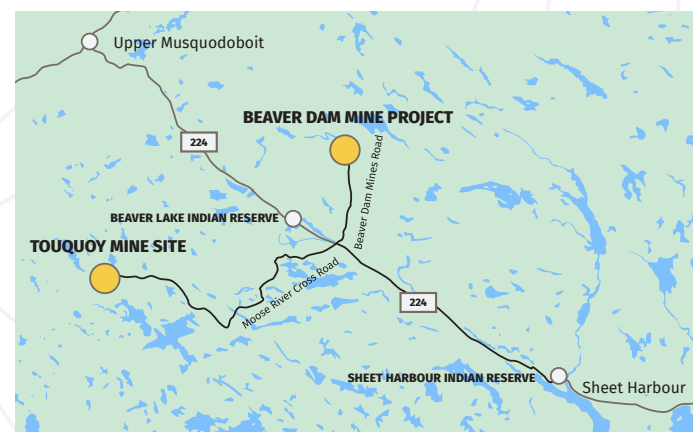 Upper Musquodoboit
BEAVER DAM MINE PROJECT
224
Beaver Dam Mines Road
BEAVER LAKE INDIAN RESERVE
TOUQUOY MINE SITE
Moose River Cross Road
224
SHEET HARBOUR INDIAN RESERVE
Sheet Harbour